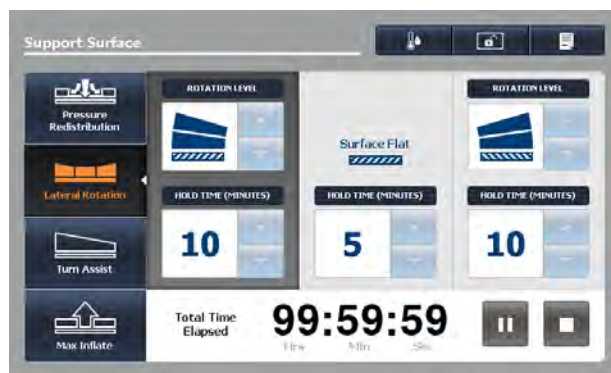 Support Surface
Pressure
Redistribution
Lateral Rotation
Turn Assist
Max Inflate
ROTATION LEVEL
HOLD TIME (MINUTES)
10
Surface Flat
HOLD TIME (MINUTES)
5
ROTATION LEVEL
HOLD TIME (MINUTES)
10
Total Time
Elapsed
99:59:59
Hrs Min Sec